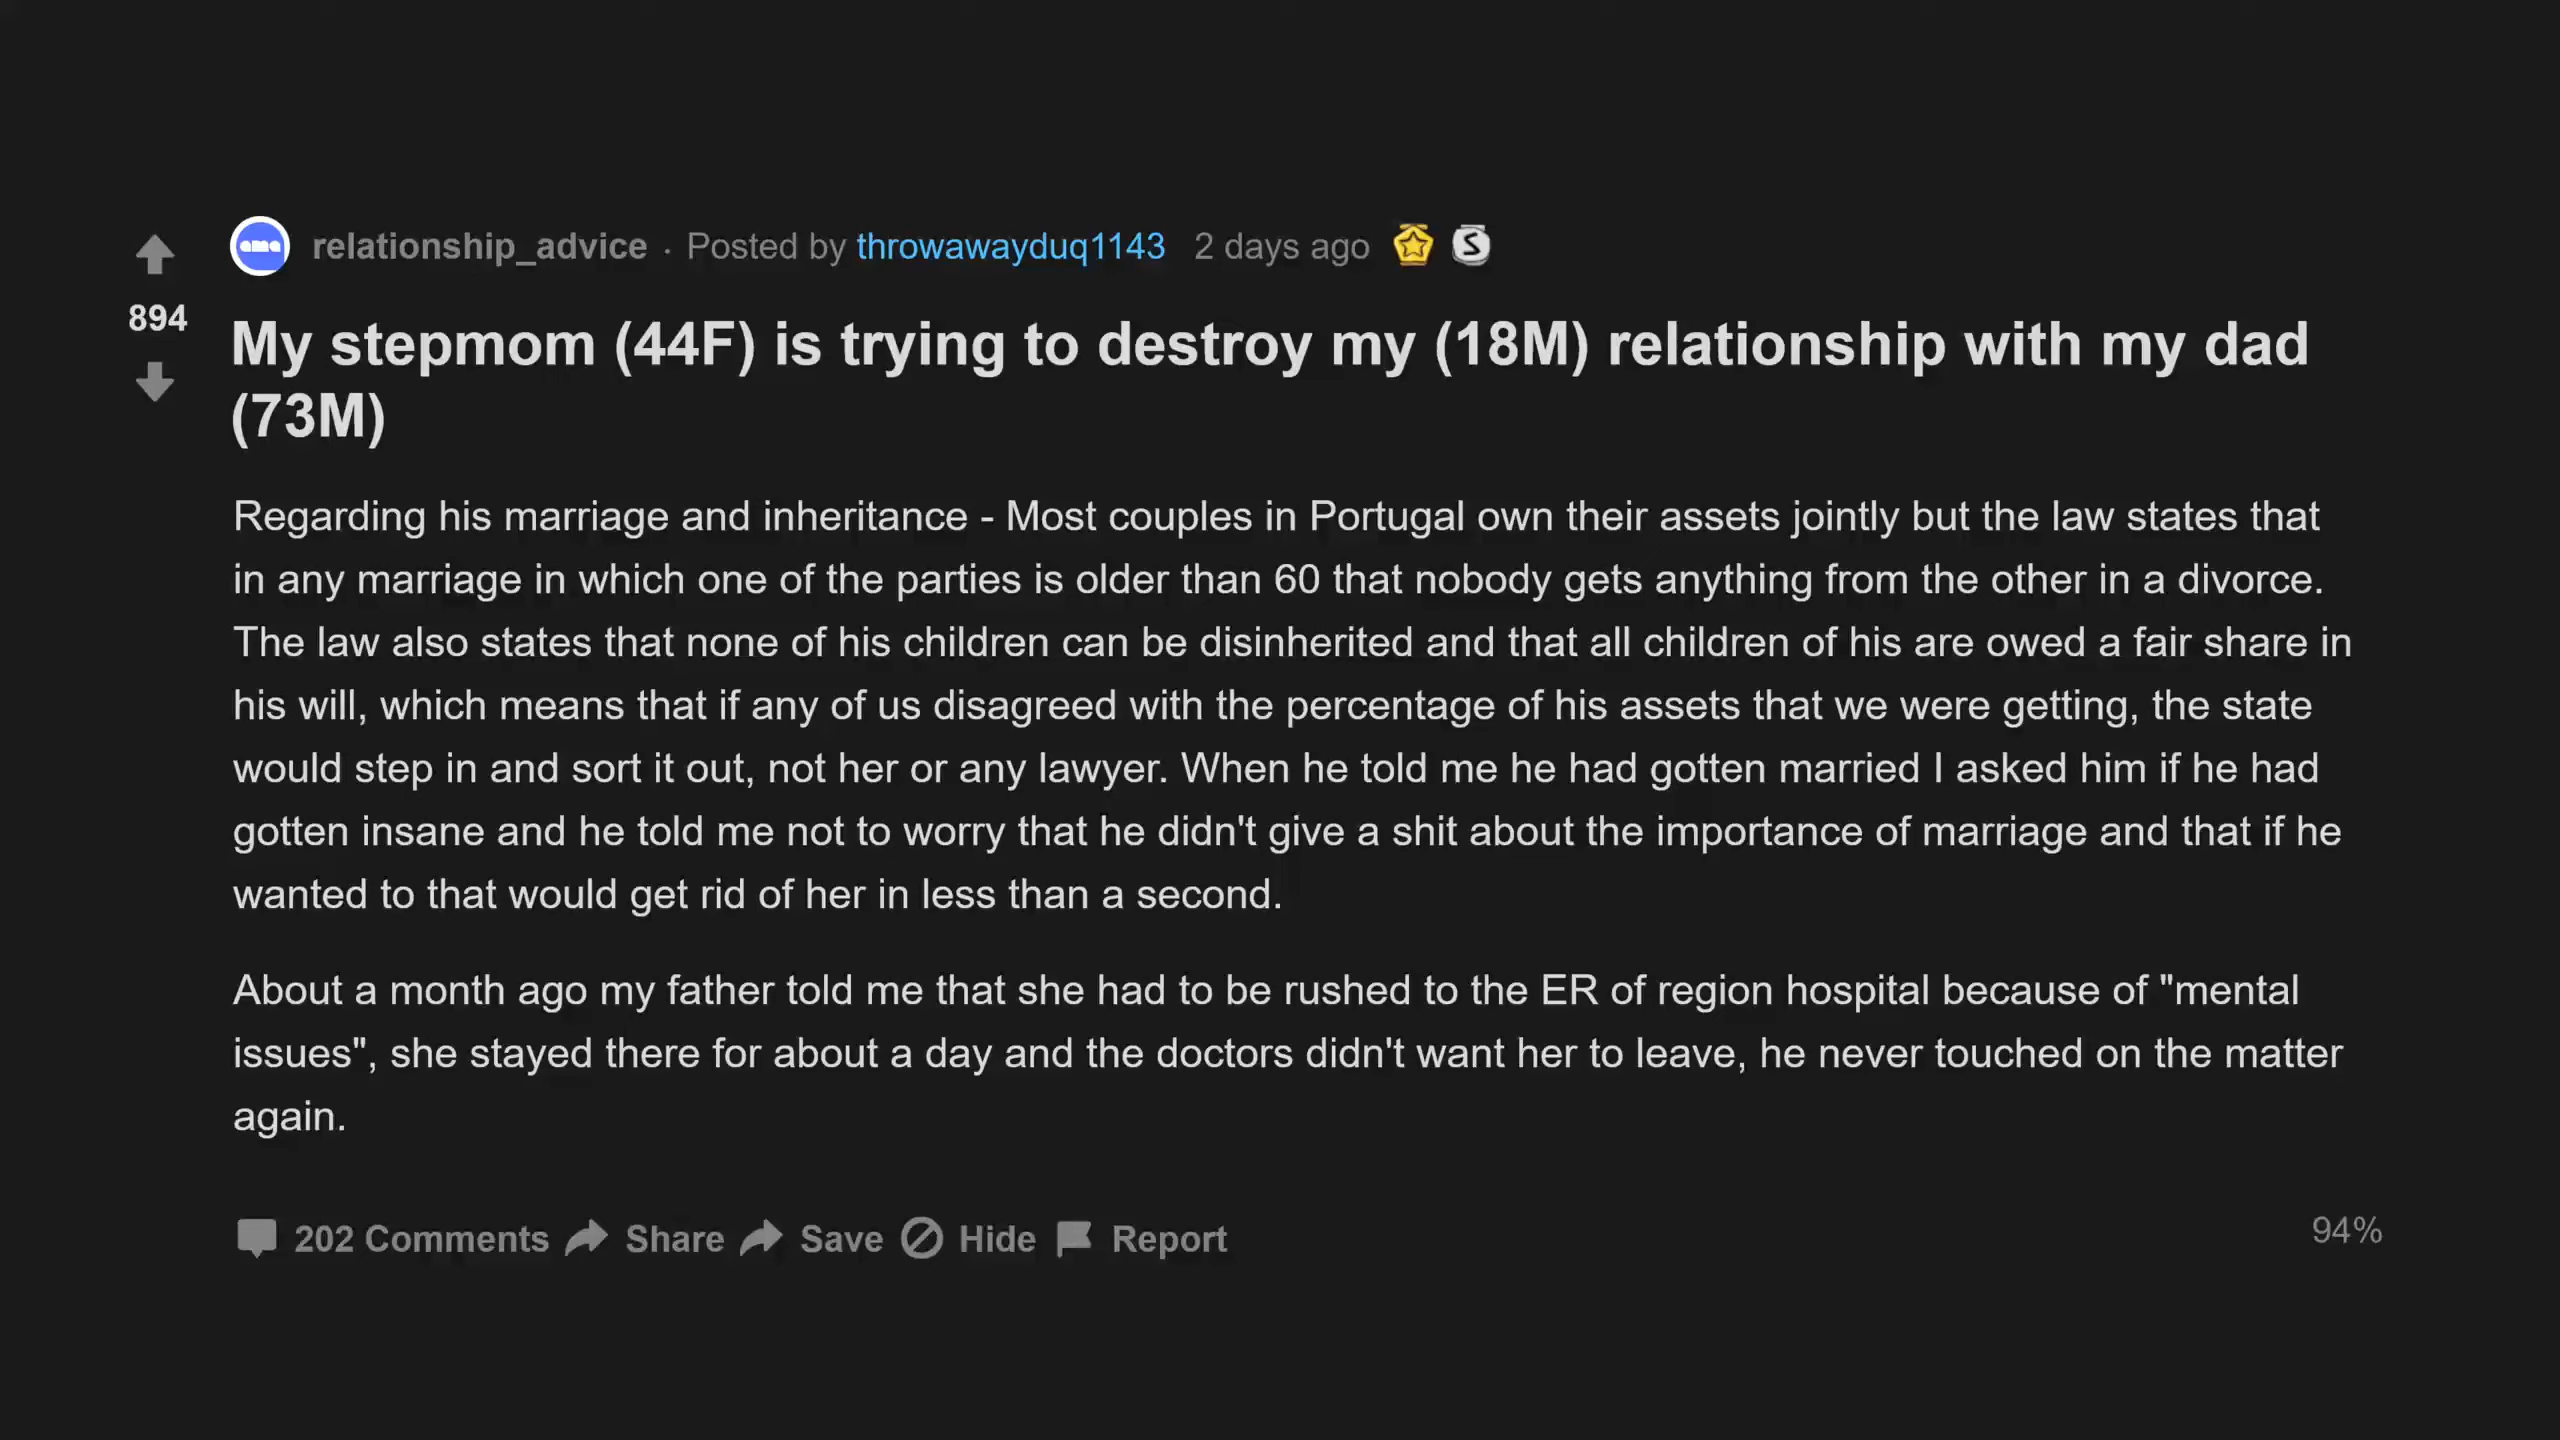 relationship_advice · Posted by throwawayduq1143 2 days ago
894
My stepmom (44F) is trying to destroy my (18M) relationship with my dad
(73M)
Regarding his marriage and inheritance - Most couples in Portugal own their assets jointly but the law states that
in any marriage in which one of the parties is older than 60 that nobody gets anything from the other in a divorce.
The law also states that none of his children can be disinherited and that all children of his are owed a fair share in
his will, which means that if any of us disagreed with the percentage of his assets that we were getting, the state
would step in and sort it out, not her or any lawyer. When he told me he had gotten married I asked him if he had
gotten insane and he told me not to worry that he didn't give a shit about the importance of marriage and that if he
wanted to that would get rid of her in less than a second.
About a month ago my father told me that she had to be rushed to the ER of region hospital because of "mental
issues", she stayed there for about a day and the doctors didn't want her to leave, he never touched on the matter
again.
202 Comments Share Save Hide Report
94%